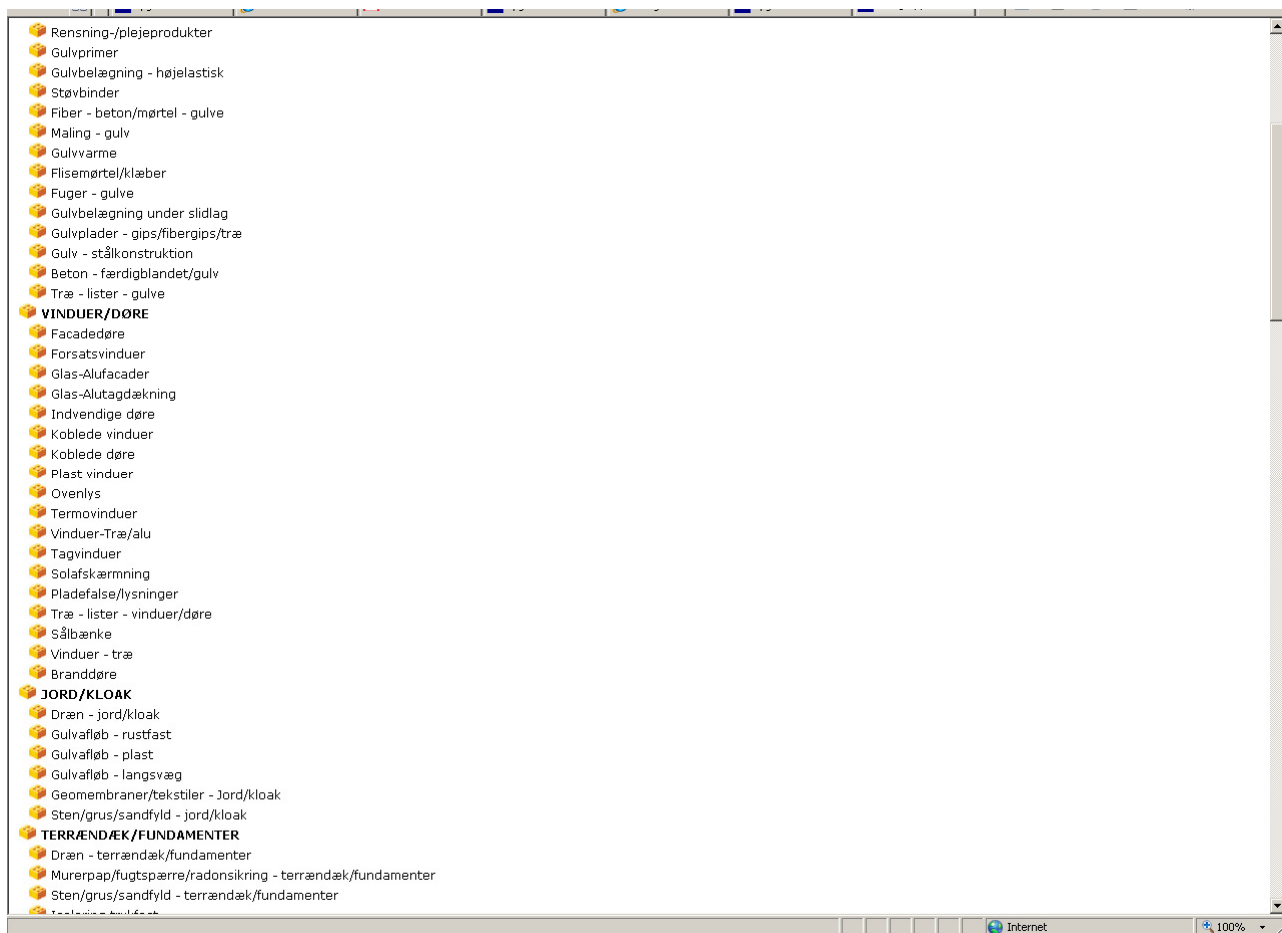 Rensning-/plejeprodukter
Gulvprimer
Gulvbelægning - højelastisk
Støvbinder
Fiber - beton/mørtel - gulve
Maling - gulv
Gulvvarme
Flisemørtel/klæber
Fuger - gulve
Gulvbelægning under slidlag
Gulvplader - gips/fibergips/træ
Gulv - stålkonstruktion
Beton - færdigblandet/gulv
Træ - lister - gulve
VINDUER/DØRE
Facadedøre
Forsatsvinduer
Glas-Alufacader
Glas-Alutagdækning
Indvendige døre
Koblede vinduer
Koblede døre
Plast vinduer
Ovenlys
Termovinduer
Vinduer-Træ/alu
Tagvinduer
Solafskærmning
Pladefalse/lysninger
Træ - lister - vinduer/døre
Sålbænke
Vinduer - træ
Branddøre
JORD/KLOAK
Dræn - jord/kloak
Gulvafløb - rustfast
Gulvafløb - plast
Gulvafløb - langsvæg
Geomembraner/tekstiler - Jord/kloak
Sten/grus/sandfyld - jord/kloak
TERRÆNDÆK/FUNDAMENTER
Dræn - terrændæk/fundamenter
Murerpap/fugtspærre/radonsikring - terrændæk/fundamenter
Sten/grus/sandfyld - terrændæk/fundamenter
Internet
100%